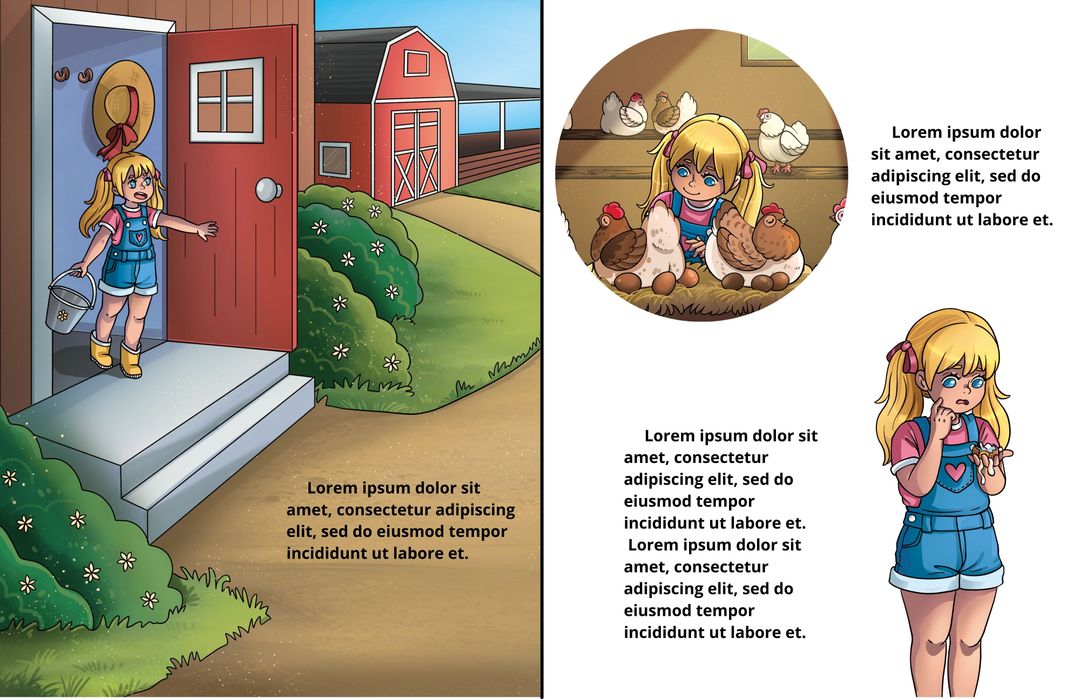 Lorem ipsum dolor sit
amet, consectetur adipiscing
elit, sed do eiusmod tempor
incididunt ut labore et.
Lorem ipsum dolor
sit amet, consectetur
adipiscing elit, sed do
eiusmod tempor
incididunt ut labore et.
Lorem ipsum dolor sit
amet, consectetur
adipiscing elit, sed do
eiusmod tempor
incididunt ut labore et.
Lorem ipsum dolor sit
amet, consectetur
adipiscing elit, sed do
eiusmod tempor
incididunt ut labore et.